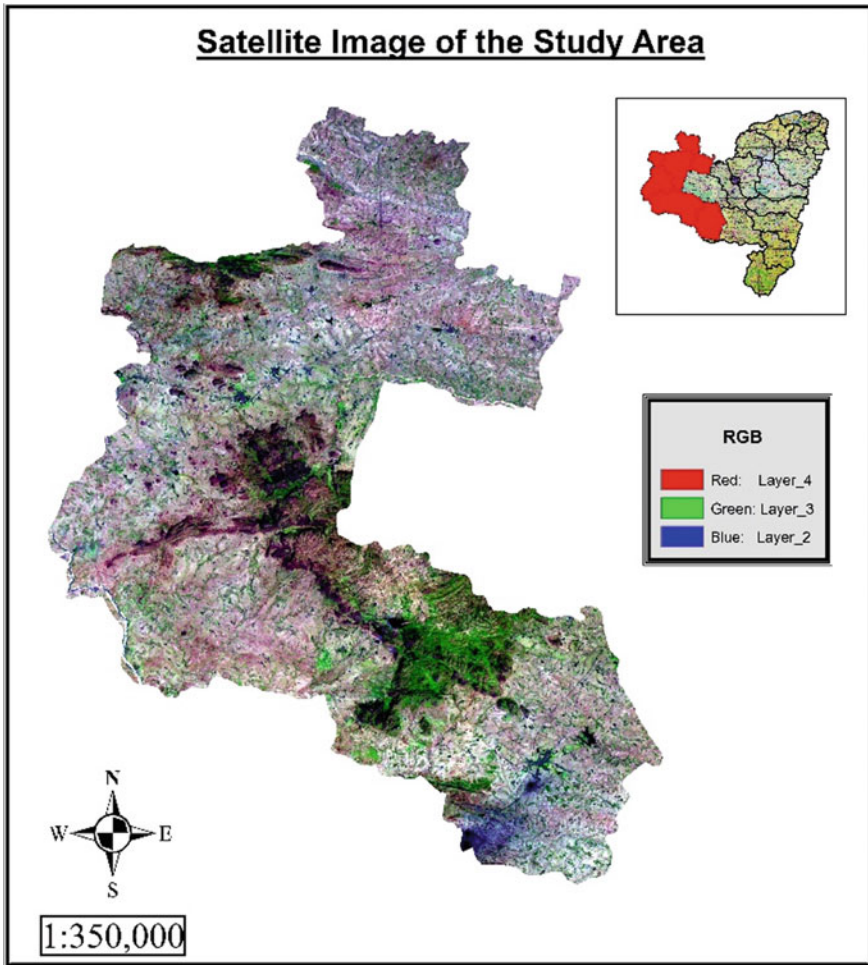 Satellite Image of the Study Area
RGB
Red: Layer_4
Green: Layer_3
Blue: Layer_2
N
W E
S
1:350,000